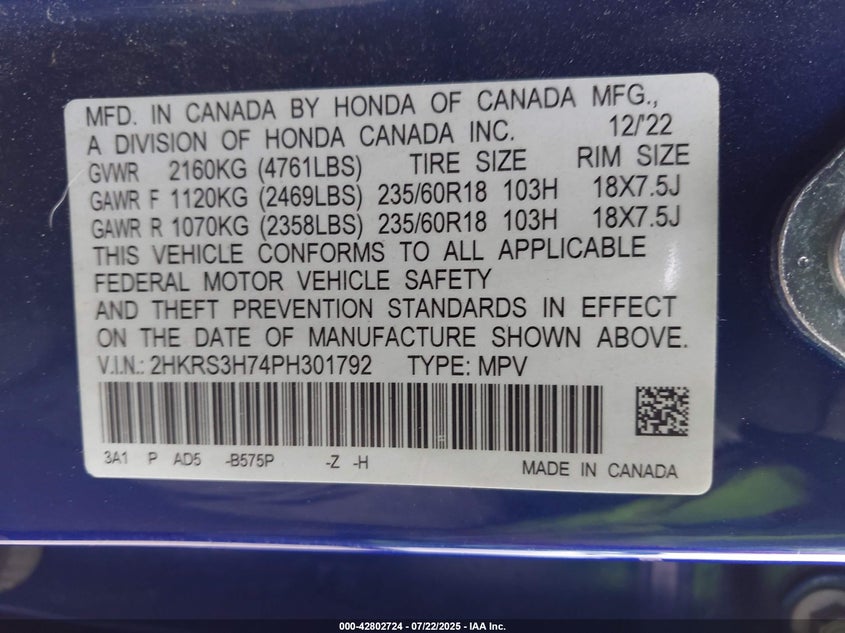 MFD. IN CANADA BY HONDA OF CANADA MFG.,
A DIVISION OF HONDA CANADA INC. 12/'22
GVWR 2160KG (4761LBS) TIRE SIZE RIM SIZE
GAWR F 1120KG (2469LBS) 235/60R18 103H 18X7.5J
GAWR R 1070KG (2358LBS) 235/60R18 103H 18X7.5J
THIS VEHICLE CONFORMS TO ALL APPLICABLE
FEDERAL MOTOR VEHICLE SAFETY
AND THEFT PREVENTION STANDARDS IN EFFECT
ON THE DATE OF MANUFACTURE SHOWN ABOVE.
V.I.N.: 2HKRS3H74PH301792 TYPE: MPV
3A1 P AD5 -B575P -Z -H
MADE IN CANADA
000-42802724 - 07/22/2025 - IAA Inc.